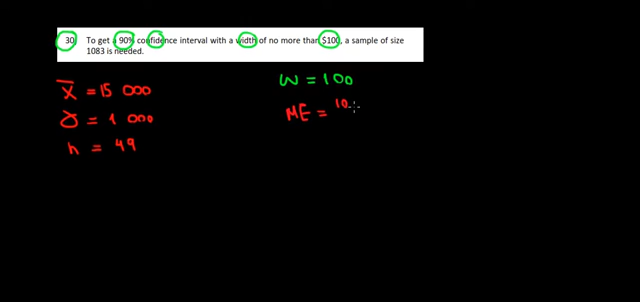 30 To get a 90% confidence interval with a width of no more than $100, a sample of size
1083 is needed.
x̄ = 15 000
σ = 1 000
n = 49
W = 100
ME = 10